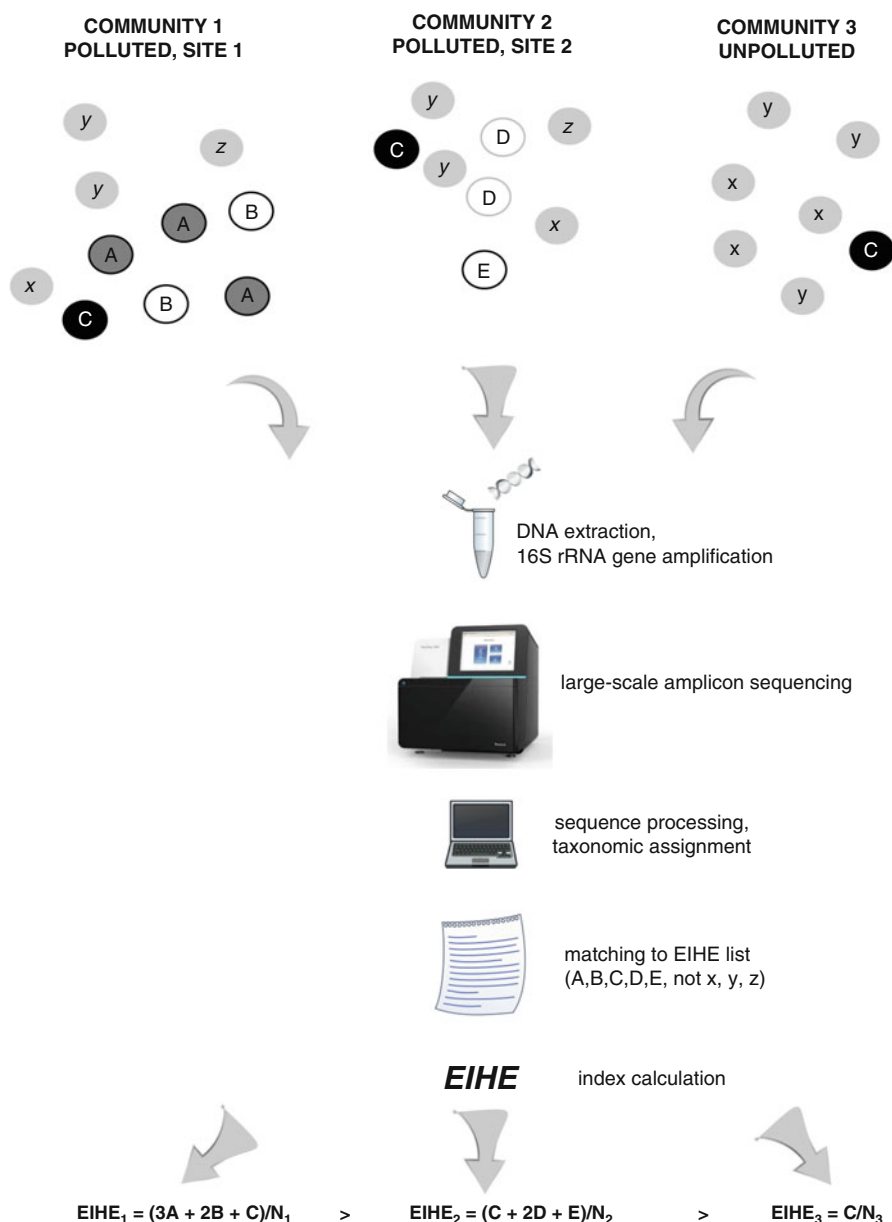 COMMUNITY 1
POLLUTED, SITE 1
COMMUNITY 2
POLLUTED, SITE 2
COMMUNITY 3
UNPOLLUTED
y
z
y
A
B
A
x
C
B
A
y
C
D
z
y
D
x
E
y
y
x
x
x
C
y
DNA extraction,
16S rRNA gene amplification
large-scale amplicon sequencing
sequence processing,
taxonomic assignment
matching to EIHE list
(A,B,C,D,E, not x, y, z)
EIHE
index calculation
EIHE₁ = (3A + 2B + C)/N₁ > EIHE₂ = (C + 2D + E)/N₂ > EIHE₃ = C/N₃